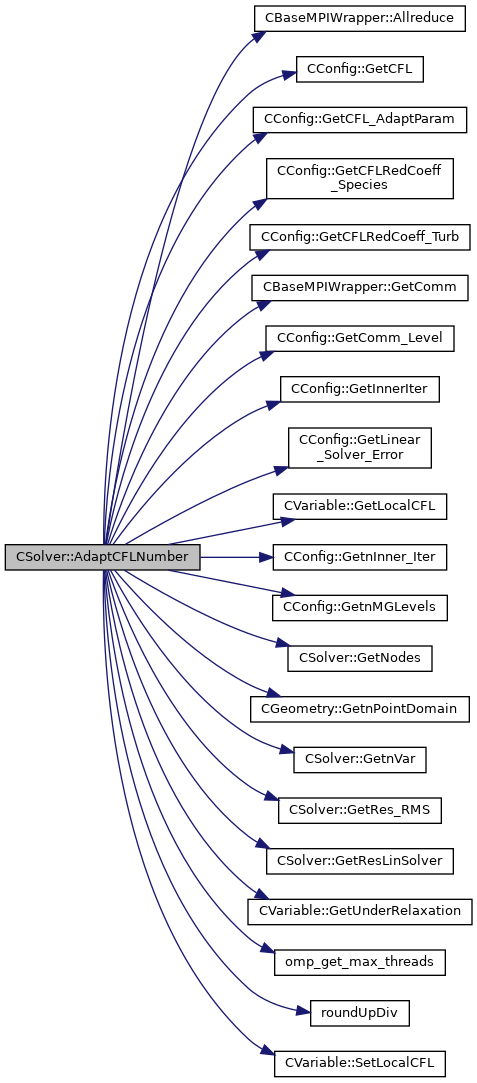 CBaseMPIWrapper::Allreduce
CConfig::GetCFL
CConfig::GetCFL_AdaptParam
CConfig::GetCFLRedCoeff
_Species
CConfig::GetCFLRedCoeff_Turb
CBaseMPIWrapper::GetComm
CConfig::GetComm_Level
CConfig::GetInnerIter
CConfig::GetLinear
_Solver_Error
CVariable::GetLocalCFL
CSolver::AdaptCFLNumber
CConfig::GetnInner_Iter
CConfig::GetnMGLevels
CSolver::GetNodes
CGeometry::GetnPointDomain
CSolver::GetnVar
CSolver::GetRes_RMS
CSolver::GetResLinSolver
CVariable::GetUnderRelaxation
omp_get_max_threads
roundUpDiv
CVariable::SetLocalCFL